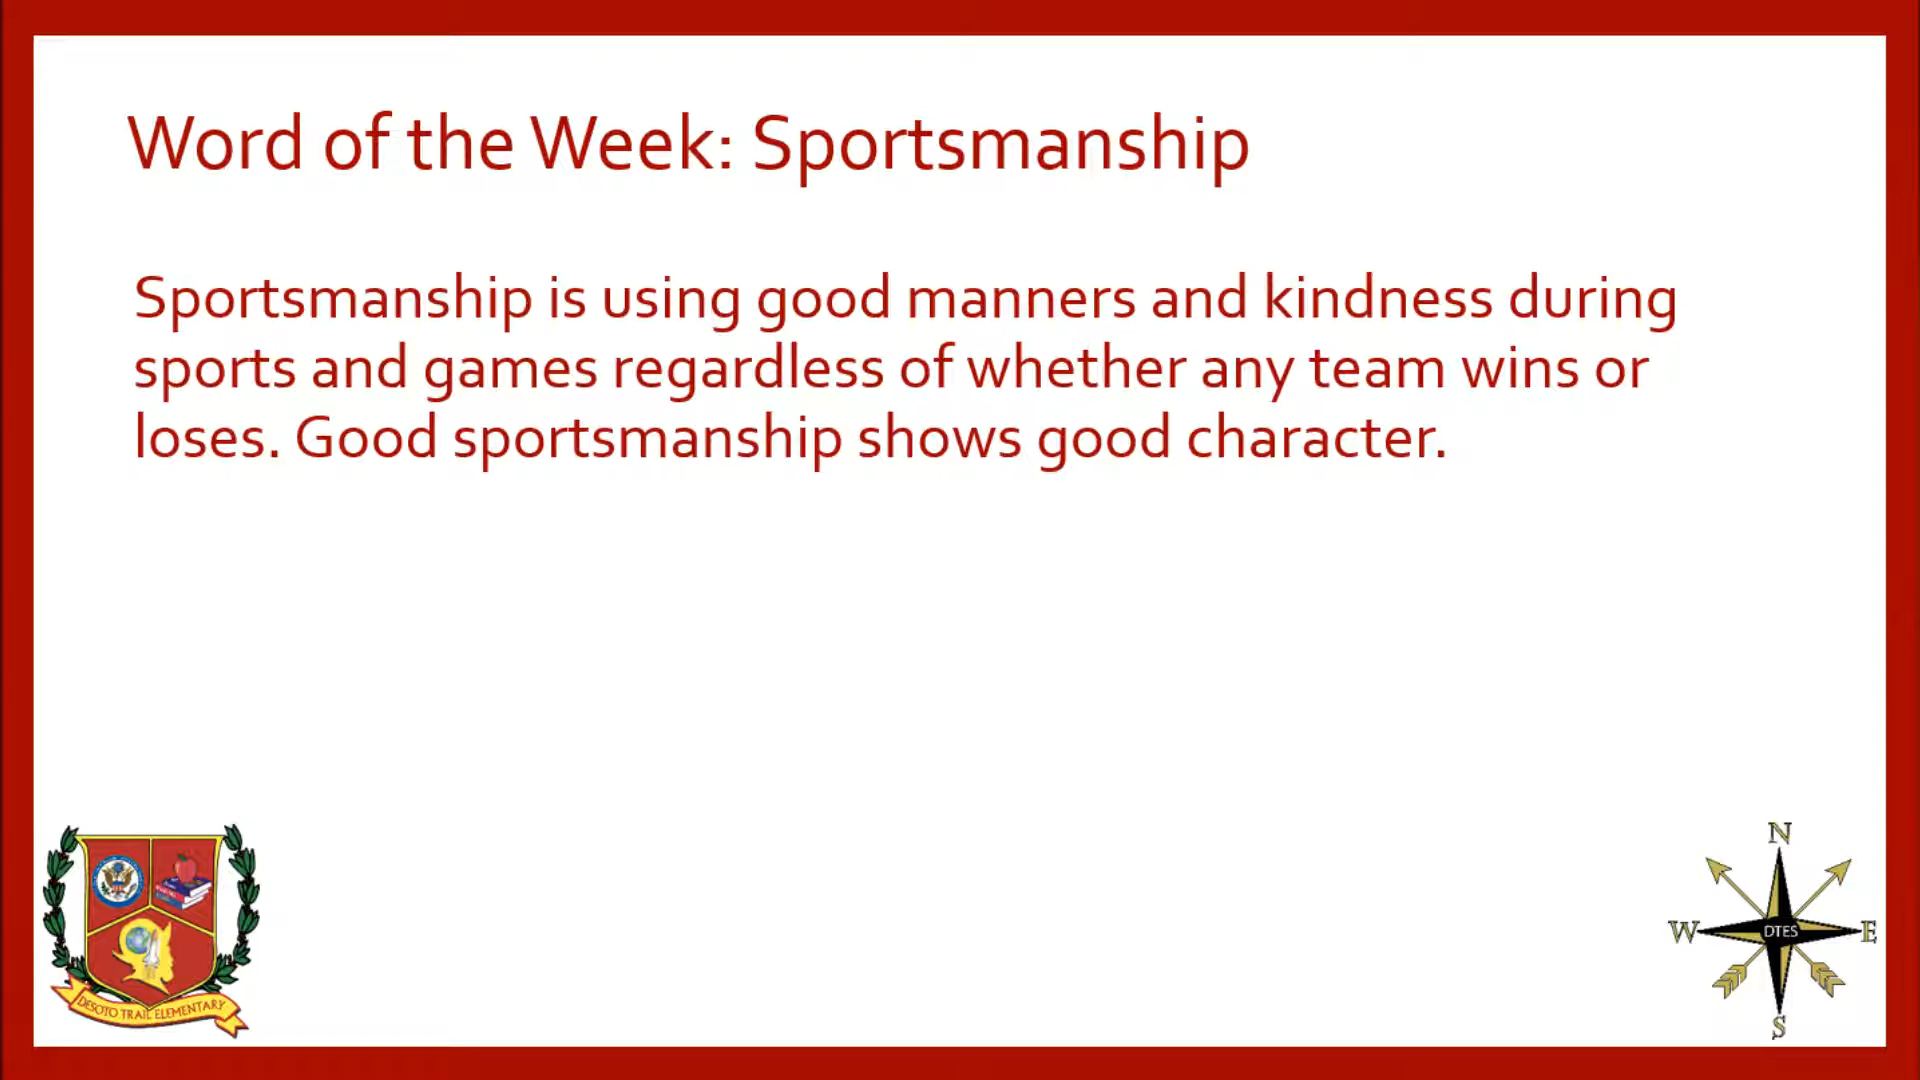 Word of the Week: Sportsmanship
Sportsmanship is using good manners and kindness during
sports and games regardless of whether any team wins or
loses. Good sportsmanship shows good character.
DESOTO TRAIL ELEMENTARY
N
W
DTES
E
S